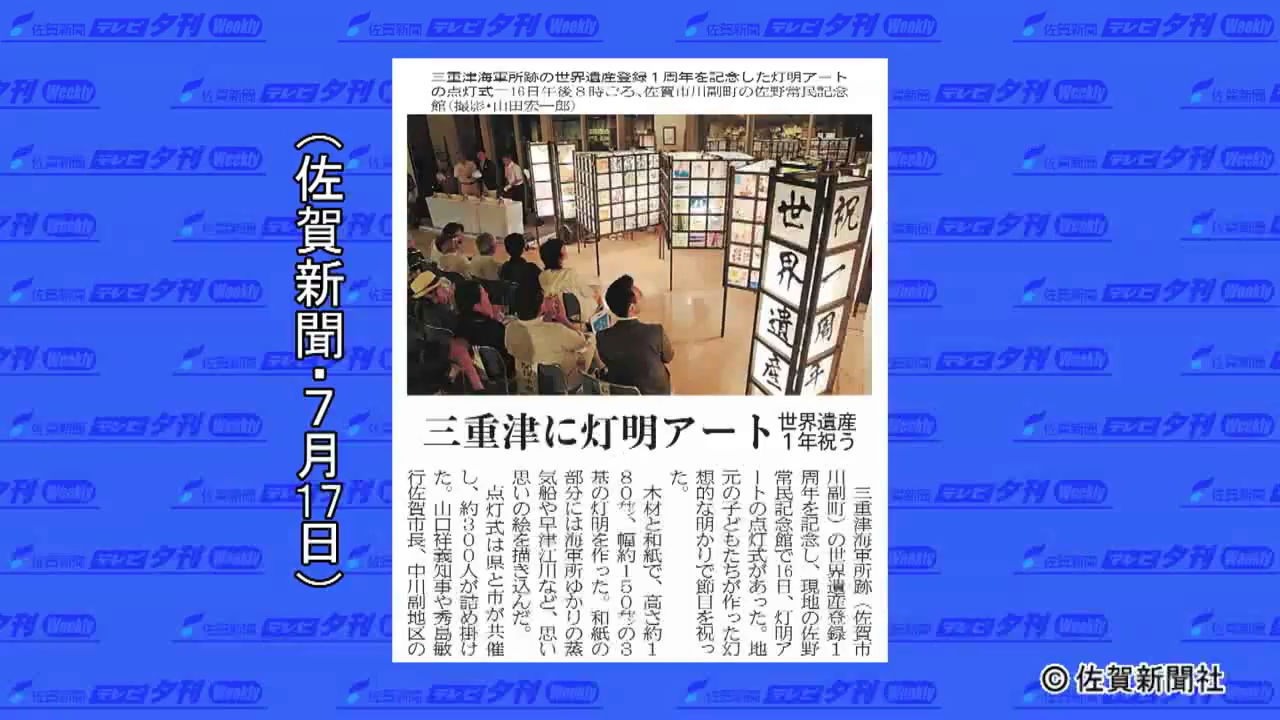 佐賀新聞 テレビ夕刊 Weekly
(佐賀新聞・7月17日)
三重津海軍所跡の世界遺産登録1周年を記念した灯明アート
の点灯式=16日午後8時ごろ、佐賀市川副町の佐野常民記念
館(撮影・山田宏一郎)
祝一周年
世界遺産
三重津に灯明アート
世界遺産
1年祝う
三重津海軍所跡(佐賀市
川副町)の世界遺産登録1
周年を記念し、現地の佐野
常民記念館で16日、灯明ア
ートの点灯式があった。地
元の子どもたちが作った幻
想的な明かりで節目を祝っ
た。
木材と和紙で、高さ約1
80㌢、幅約150㌢の3
基の灯明を作った。和紙の
部分には海軍所ゆかりの蒸
気船や早津江川など、思い
思いの絵を描き込んだ。
点灯式は県と市が共催
し、約300人が詰め掛け
た。山口祥義知事や秀島敏
行佐賀市長、中川副地区の
© 佐賀新聞社